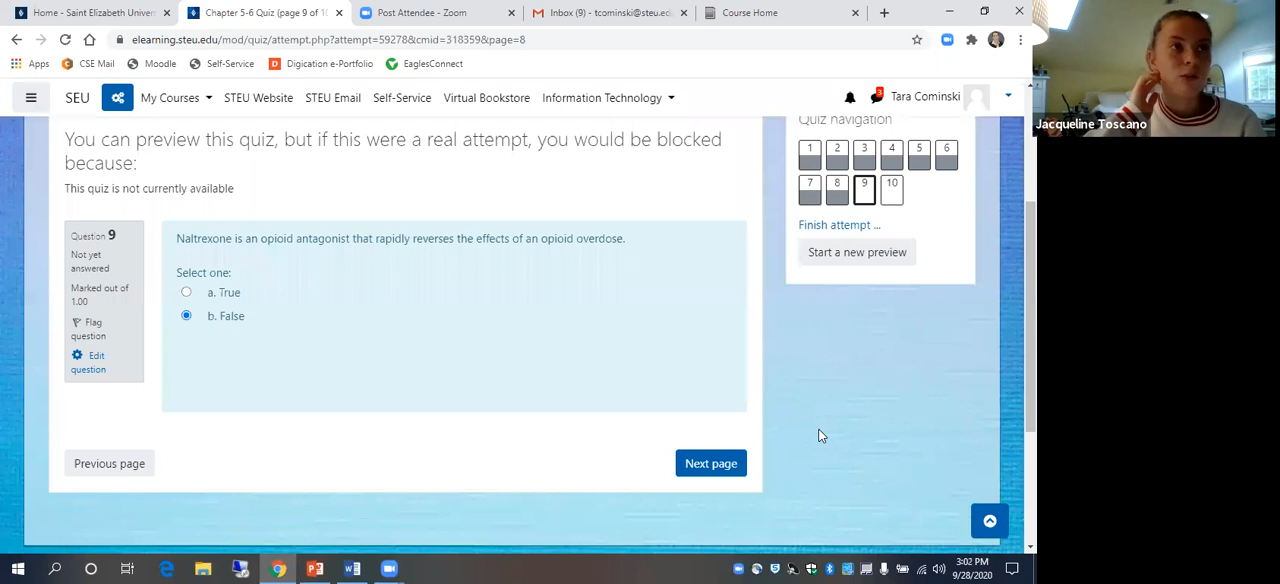 Home - Saint Elizabeth Univer
Chapter 5-6 Quiz (page 9 of 10
Post Attendee - Zoom
Inbox (9) - tcominski@steu.ed
Course Home
elearning.steu.edu/mod/quiz/attempt.php?attempt=59278&cmid=318359&page=8
Apps
CSE Mail
Moodle
Self-Service
Digication e-Portfolio
EaglesConnect
SEU
My Courses
STEU Website
STEU Email
Self-Service
Virtual Bookstore
Information Technology
3
Tara Cominski
Jacqueline Toscano
You can preview this quiz, but if this were a real attempt, you would be blocked
because:
This quiz is not currently available
Question 9
Not yet
answered
Marked out of
1.00
Flag
question
Edit
question
Naltrexone is an opioid antagonist that rapidly reverses the effects of an opioid overdose.
Select one:
a. True
b. False
Previous page
Next page
Quiz navigation
1 2 3 4 5 6
7 8 9 10
Finish attempt ...
Start a new preview
3:02 PM
9/28/2020